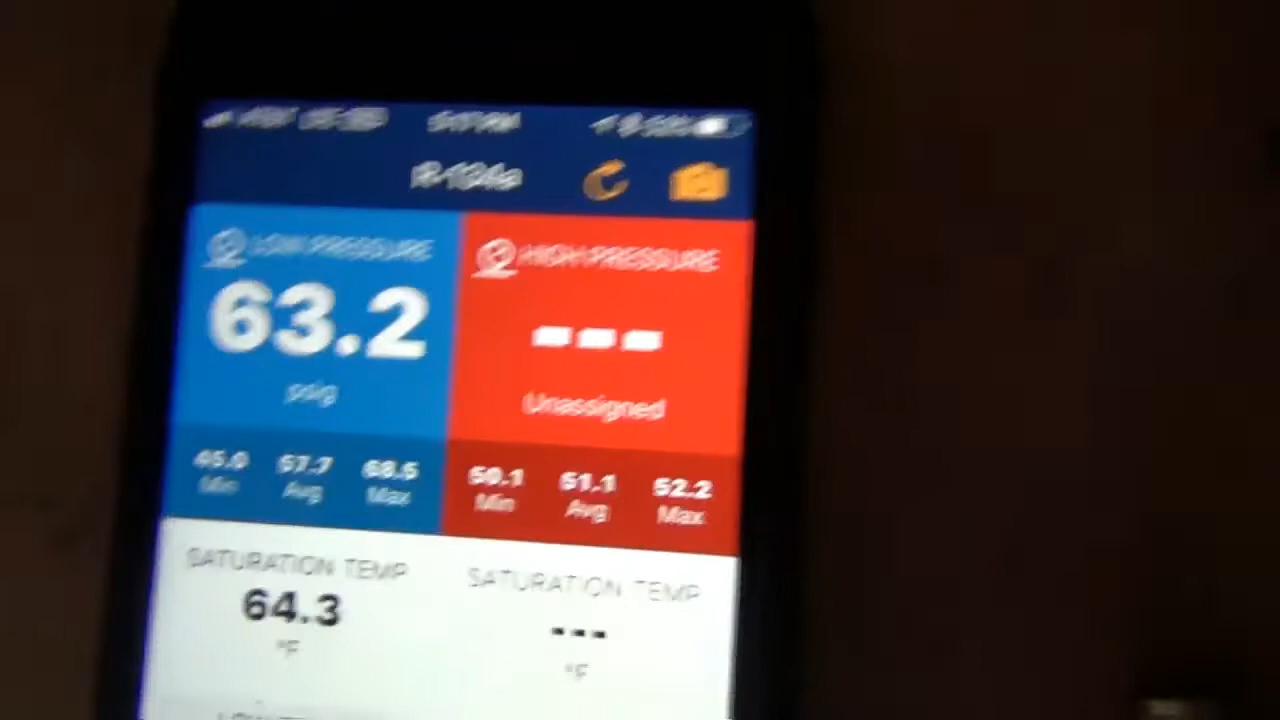 R-134a
LOW PRESSURE
HIGH PRESSURE
63.2
---
psig
Unassigned
45.0 57.7 68.5
Min Avg Max
50.1 51.1 52.2
Min Avg Max
SATURATION TEMP
SATURATION TEMP
64.3
---
°F
°F